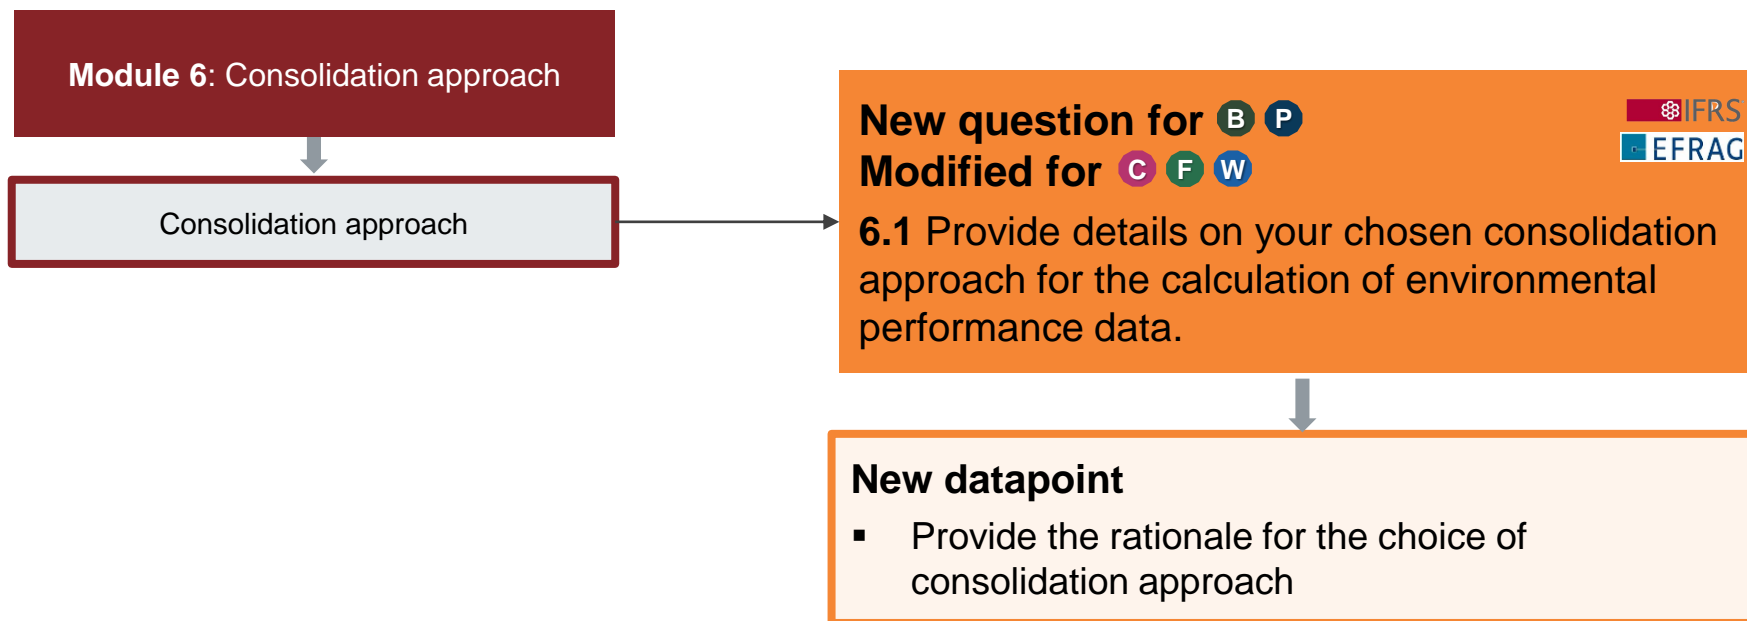 Module 6: Consolidation approach
Consolidation approach
New question for B P
Modified for C F W
IFRS
EFRAG
6.1 Provide details on your chosen consolidation
approach for the calculation of environmental
performance data.
New datapoint
▪ Provide the rationale for the choice of
consolidation approach